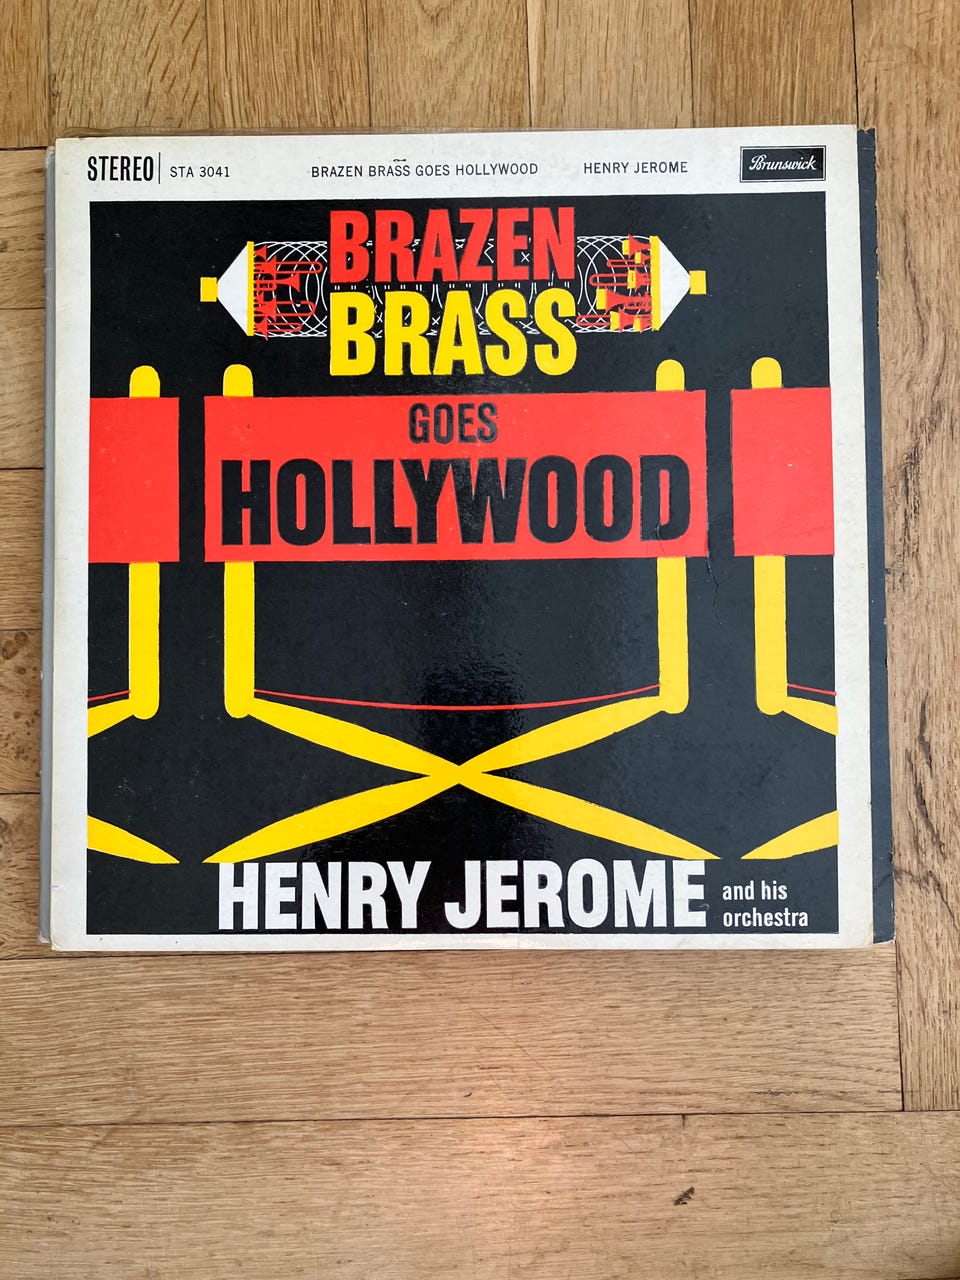 STEREO STA 3041 BRAZEN BRASS GOES HOLLYWOOD HENRY JEROME Brunswick
BRAZEN
BRASS
GOES
HOLLYWOOD
HENRY JEROME and his
orchestra